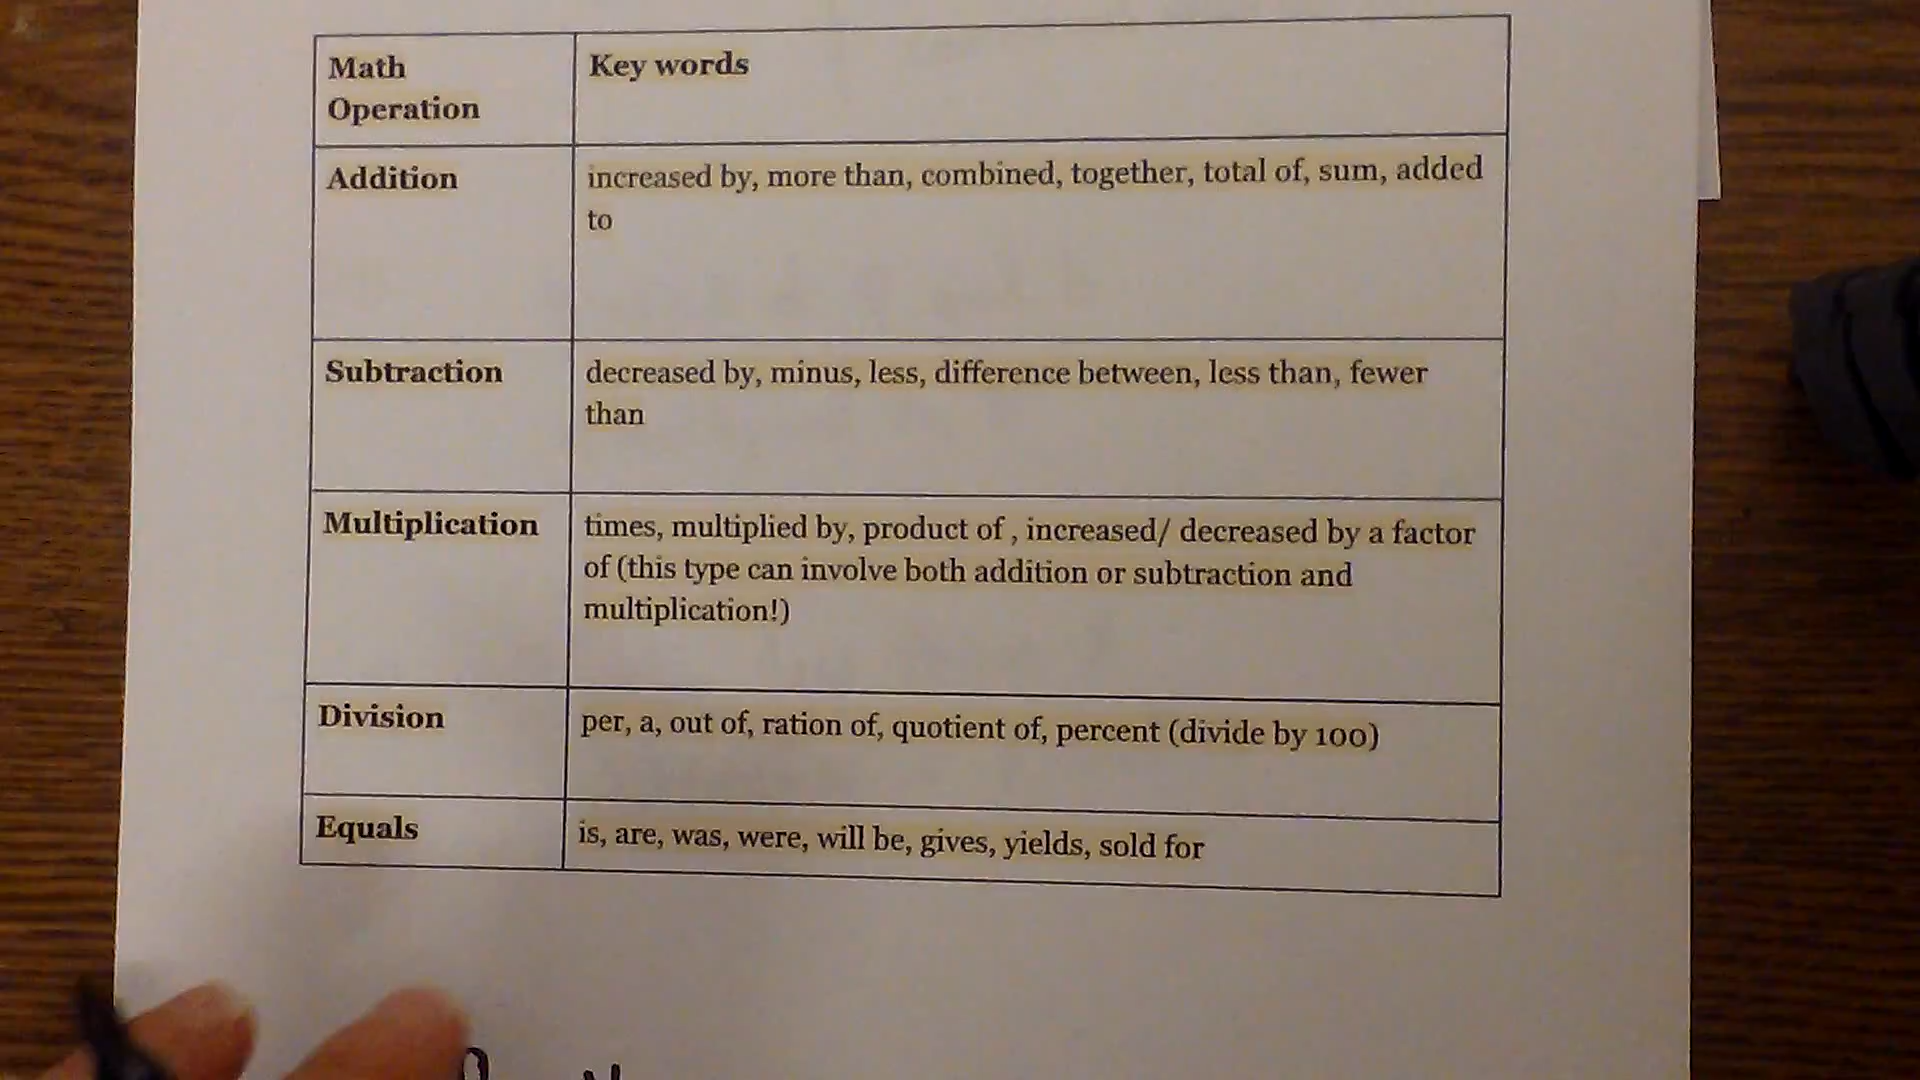 Math Key words
Operation
Addition increased by, more than, combined, together, total of, sum, added
to
Subtraction decreased by, minus, less, difference between, less than, fewer
than
Multiplication times, multiplied by, product of , increased/ decreased by a factor
of (this type can involve both addition or subtraction and
multiplication!)
Division per, a, out of, ration of, quotient of, percent (divide by 100)
Equals is, are, was, were, will be, gives, yields, sold for